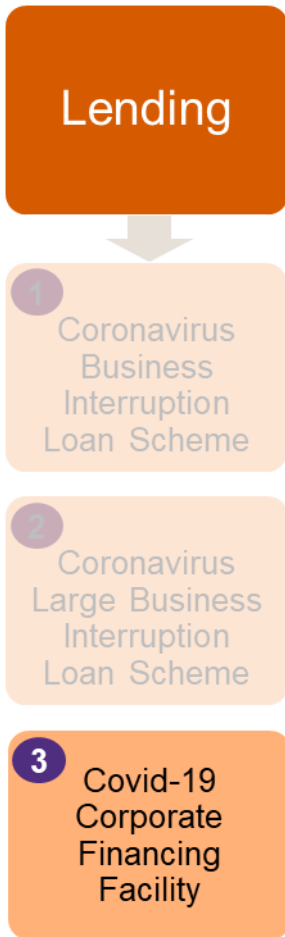 Lending
1
Coronavirus
Business
Interruption
Loan Scheme
2
Coronavirus
Large Business
Interruption
Loan Scheme
3
Covid-19
Corporate
Financing
Facility